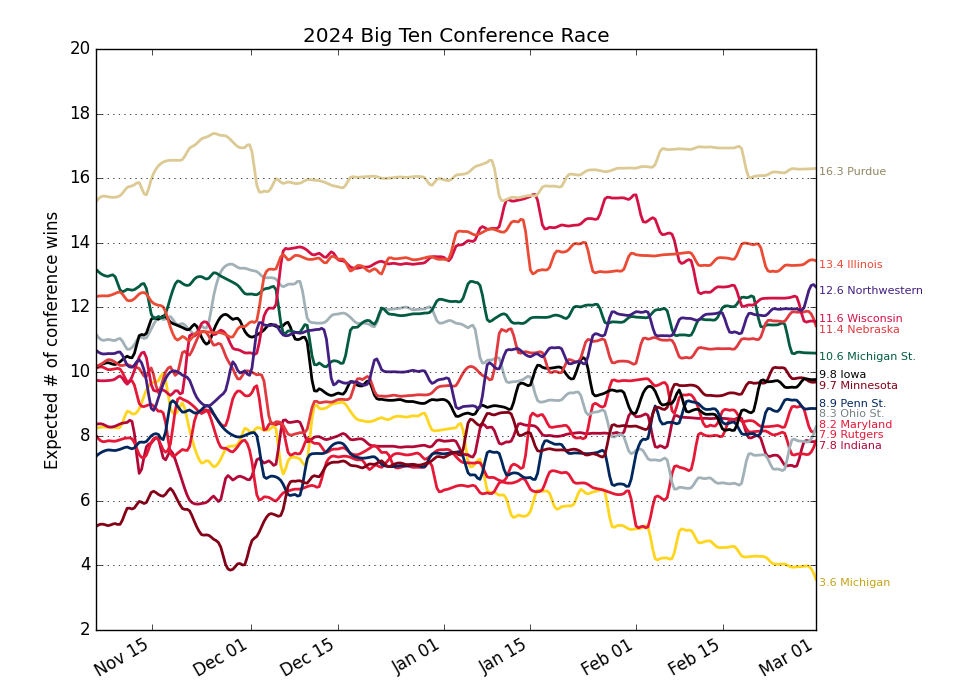 2024 Big Ten Conference Race
Expected # of conference wins
20
18
16
14
12
10
8
6
4
2
16.3 Purdue
13.4 Illinois
12.6 Northwestern
11.6 Wisconsin
11.4 Nebraska
10.6 Michigan St.
9.8 Iowa
9.7 Minnesota
8.9 Penn St.
8.3 Ohio St.
8.2 Maryland
7.9 Rutgers
7.8 Indiana
3.6 Michigan
Nov 15
Dec 01
Dec 15
Jan 01
Jan 15
Feb 01
Feb 15
Mar 01